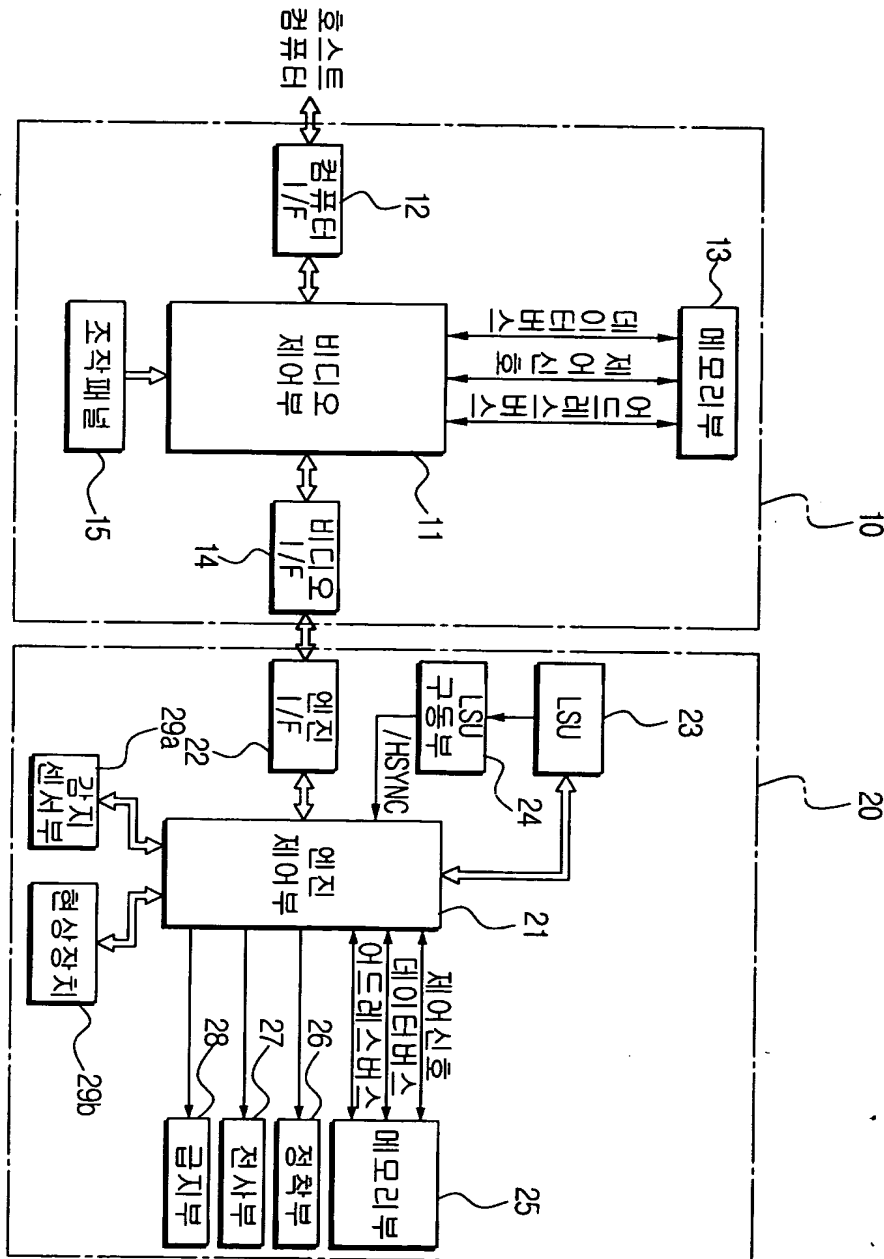 호스트
컴퓨터
컴퓨터
I/F
12
메모리부
13
데이터버스
제어신호
어드레스버스
비디오
제어부
11
조작패널
15
비디오
I/F
14
10
엔진
I/F
22
LSU
23
LSU
구동부
24
/HSYNC
20
엔진
제어부
21
감지
센서부
29a
현상장치
29b
제어신호
데이터버스
어드레스버스
메모리부
25
정착부
26
전사부
27
급지부
28